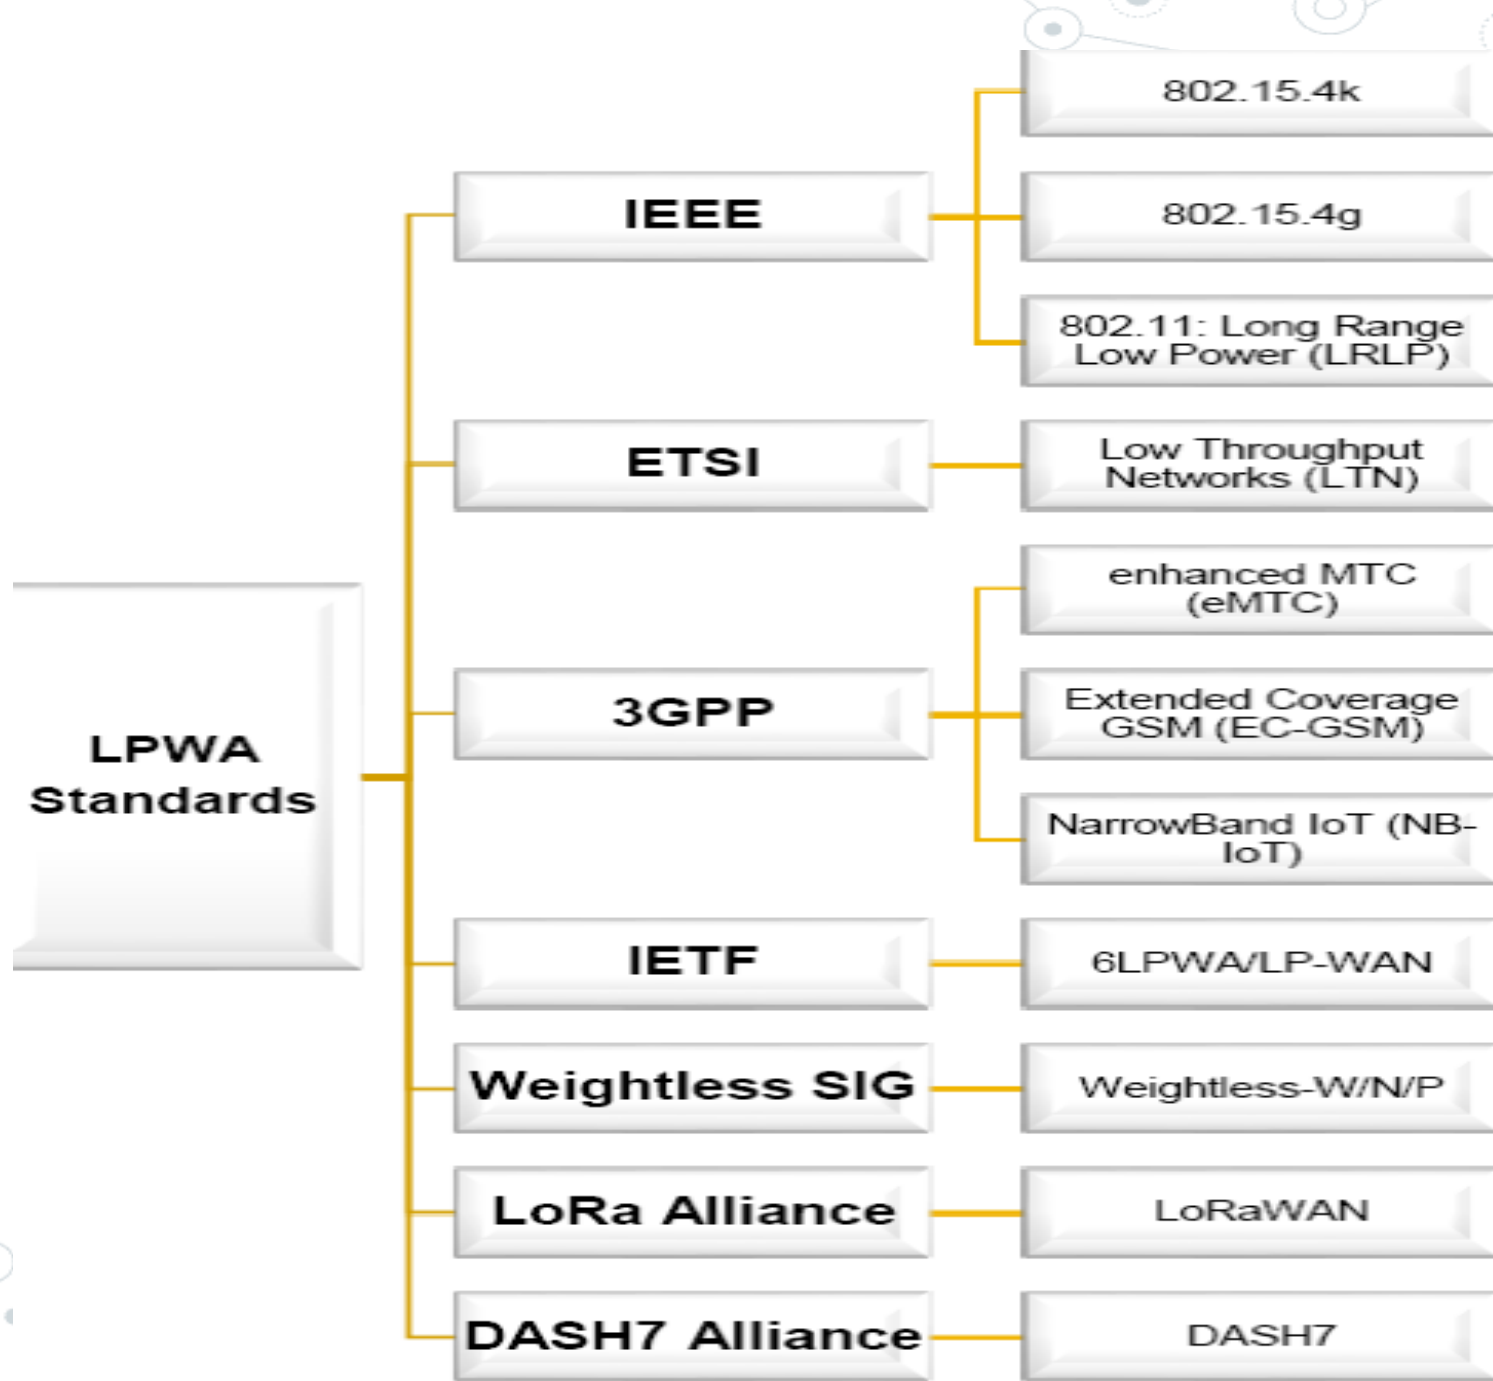 LPWA
Standards
IEEE
802.15.4k
802.15.4g
802.11: Long Range
Low Power (LRLP)
ETSI
Low Throughput
Networks (LTN)
3GPP
enhanced MTC
(eMTC)
Extended Coverage
GSM (EC-GSM)
NarrowBand IoT (NB-
IoT)
IETF
6LPWA/LP-WAN
Weightless SIG
Weightless-W/N/P
LoRa Alliance
LoRaWAN
DASH7 Alliance
DASH7